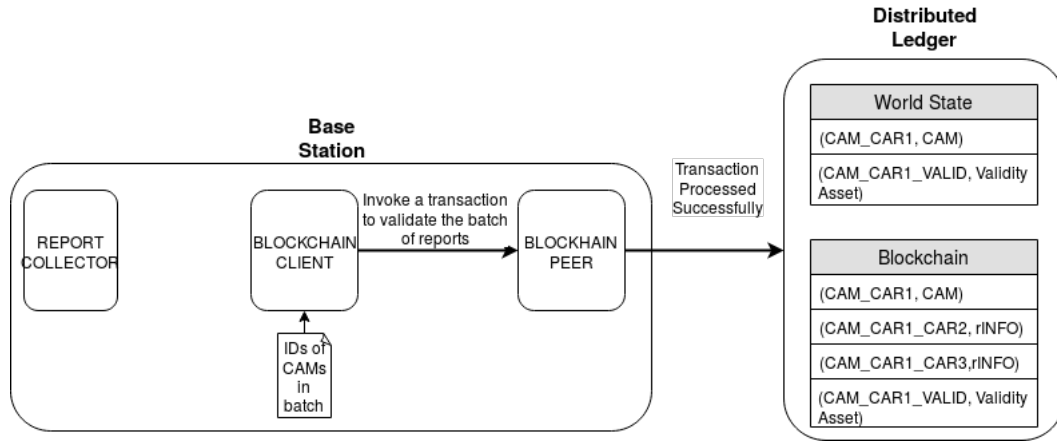 Distributed
Ledger
Base
Station
REPORT
COLLECTOR
BLOCKCHAIN
CLIENT
Invoke a transaction
to validate the batch
of reports
BLOCKHAIN
PEER
IDs of
CAMs
in
batch
Transaction
Processed
Successfully
World State
(CAM_CAR1, CAM)
(CAM_CAR1_VALID, Validity
Asset)
Blockchain
(CAM_CAR1, CAM)
(CAM_CAR1_CAR2, rINFO)
(CAM_CAR1_CAR3,rINFO)
(CAM_CAR1_VALID, Validity
Asset)